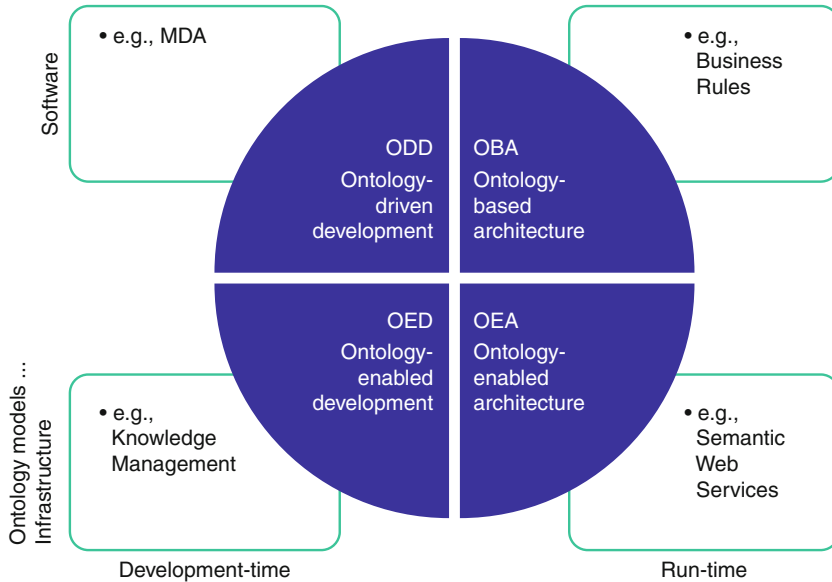 Software
• e.g., MDA
• e.g.,
Business
Rules
ODD
Ontology-
driven
development
OBA
Ontology-
based
architecture
OED
Ontology-
enabled
development
OEA
Ontology-
enabled
architecture
Ontology models ...
Infrastructure
• e.g.,
Knowledge
Management
• e.g.,
Semantic
Web
Services
Development-time
Run-time